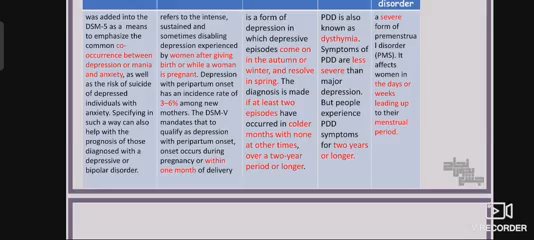 disorder
was added into the
DSM-5 as a means
to emphasize the
common co-
occurrence between
depression or mania
and anxiety, as well
as the risk of suicide
of depressed
individuals with
anxiety. Specifying in
such a way can also
help with the
prognosis of those
diagnosed with a
depressive or
bipolar disorder.
refers to the intense,
sustained and
sometimes disabling
depression experienced
by women after giving
birth or while a woman
is pregnant. Depression
with peripartum onset
has an incidence rate of
3–6% among new
mothers. The DSM-V
mandates that to
qualify as depression
with peripartum onset,
onset occurs during
pregnancy or within
one month of delivery
is a form of
depression in
which depressive
episodes come on
in the autumn or
winter, and resolve
in spring. The
diagnosis is made
if at least two
episodes have
occurred in colder
months with none
at other times,
over a two-year
period or longer.
PDD is also
known as
dysthymia.
Symptoms of
PDD are less
severe than
major
depression.
But people
experience
PDD
symptoms
for two years
or longer.
a severe
form of
premenstrua
l disorder
(PMS). It
affects
women in
the days or
weeks
leading up
to their
menstrual
period.
V RECORDER